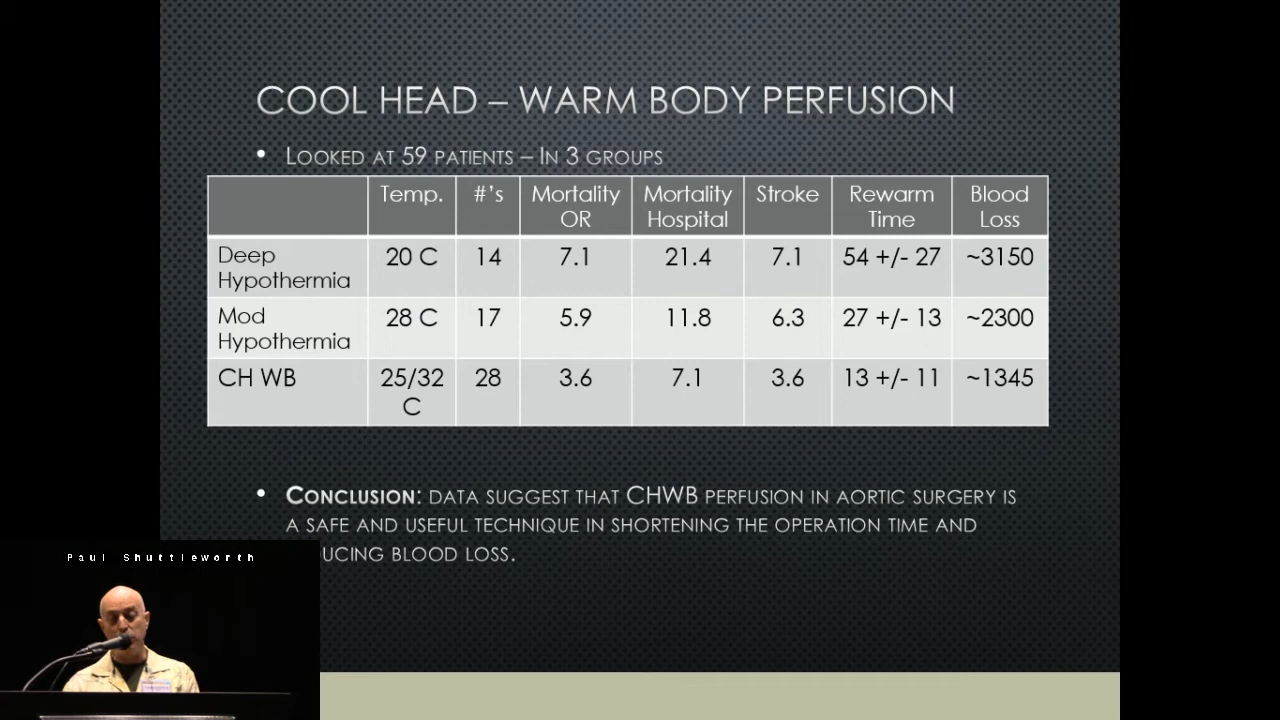 COOL HEAD – WARM BODY PERFUSION
• LOOKED AT 59 PATIENTS – IN 3 GROUPS
Temp. #'s Mortality OR Mortality Hospital Stroke Rewarm Time Blood Loss
Deep Hypothermia 20 C 14 7.1 21.4 7.1 54 +/- 27 ~3150
Mod Hypothermia 28 C 17 5.9 11.8 6.3 27 +/- 13 ~2300
CH WB 25/32 C 28 3.6 7.1 3.6 13 +/- 11 ~1345
• CONCLUSION: DATA SUGGEST THAT CHWB PERFUSION IN AORTIC SURGERY IS
A SAFE AND USEFUL TECHNIQUE IN SHORTENING THE OPERATION TIME AND
UCING BLOOD LOSS.
Paul Shuttleworth